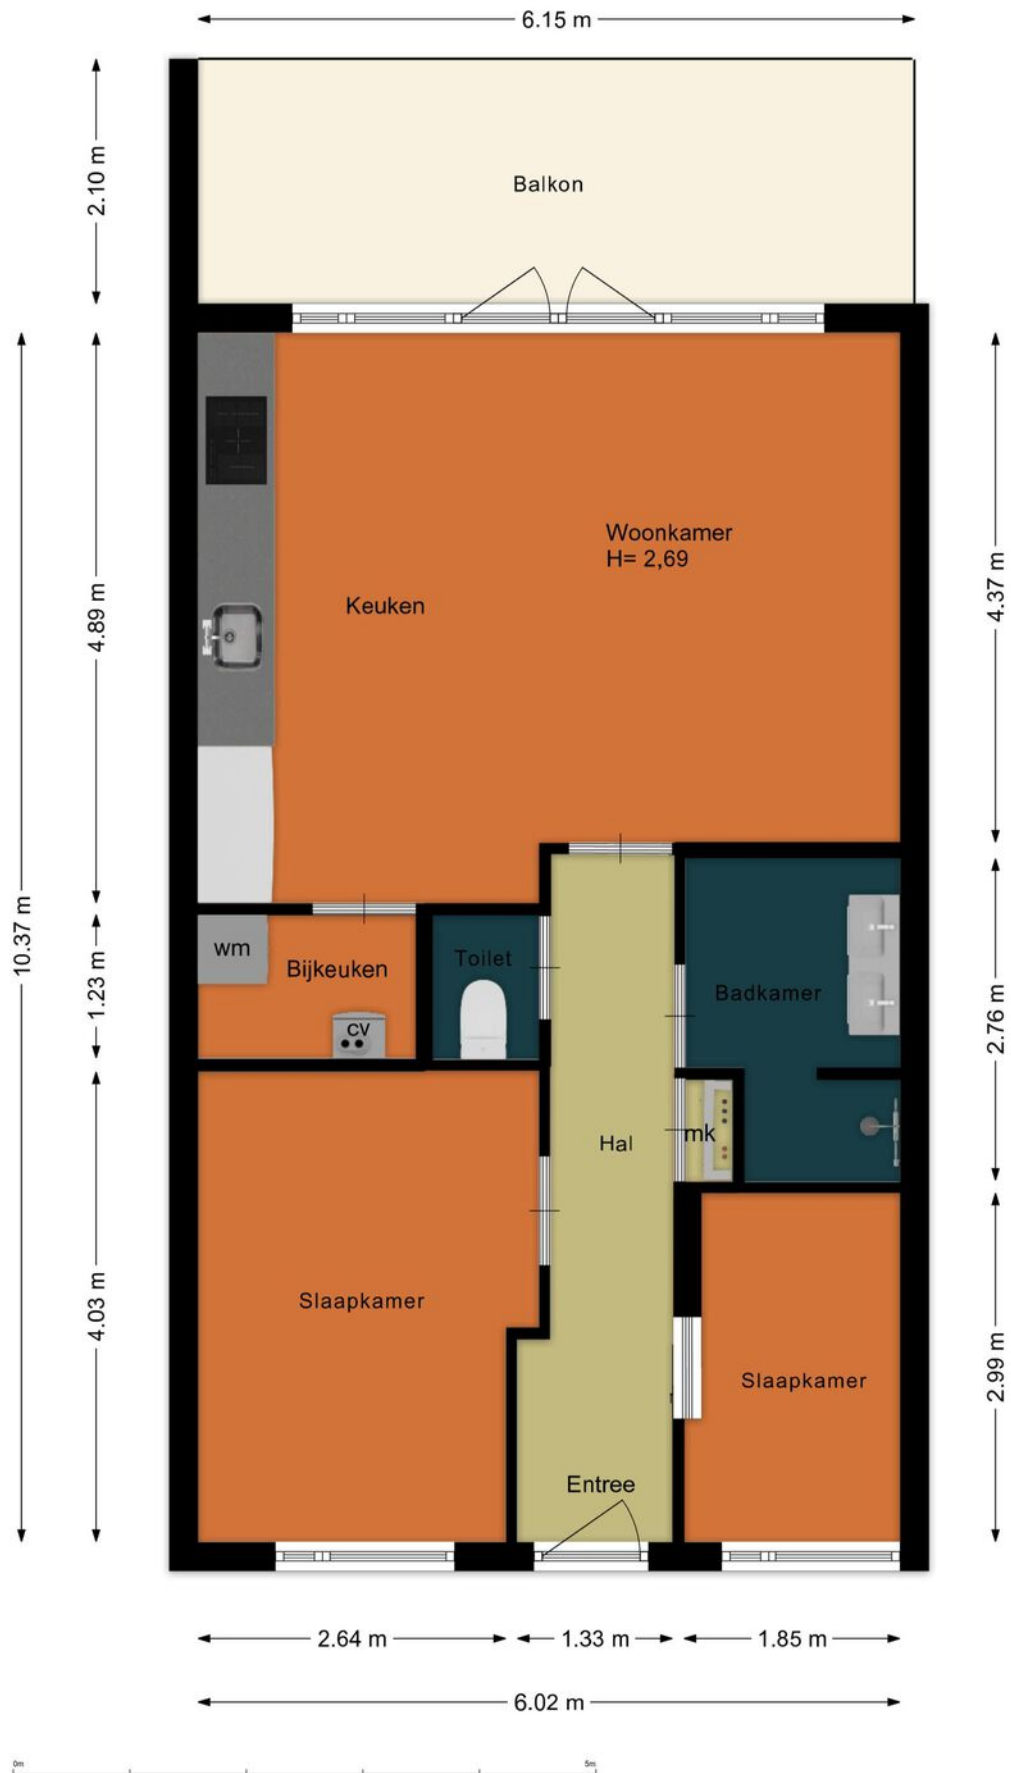 6.15 m
2.10 m
Balkon
Woonkamer
H= 2,69
Keuken
4.89 m
4.37 m
10.37 m
wm
Bijkeuken
CV
Toilet
Badkamer
1.23 m
2.76 m
mk
Hal
Slaapkamer
4.03 m
2.99 m
Slaapkamer
Entree
2.64 m
1.33 m
1.85 m
6.02 m
0m
5m